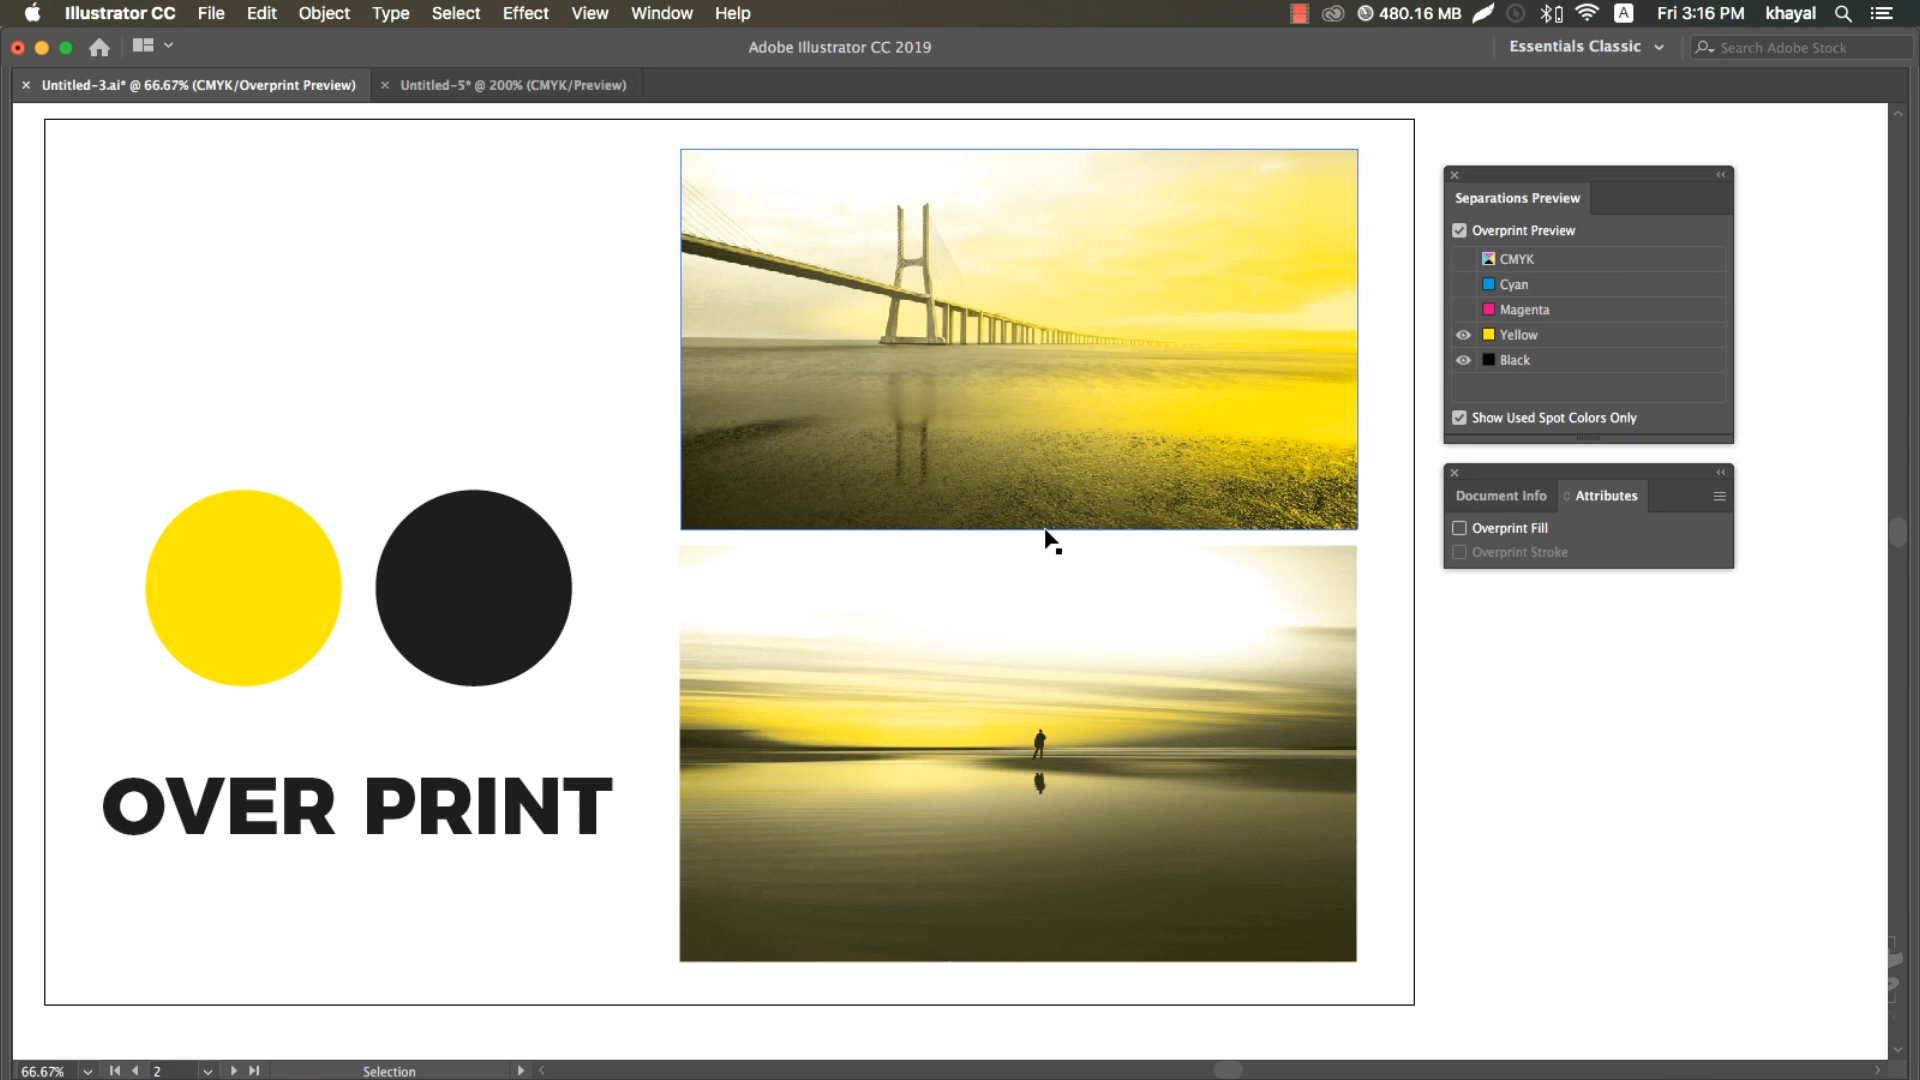 Illustrator CC File Edit Object Type Select Effect View Window Help 480.16 MB A Fri 3:16 PM khayal
Adobe Illustrator CC 2019 Essentials Classic Search Adobe Stock
Untitled-3.ai* @ 66.67% (CMYK/Overprint Preview) Untitled-5* @ 200% (CMYK/Preview)
Separations Preview
Overprint Preview
CMYK
Cyan
Magenta
Yellow
Black
Show Used Spot Colors Only
Document Info Attributes
Overprint Fill
Overprint Stroke
OVER PRINT
66.67% 2 Selection